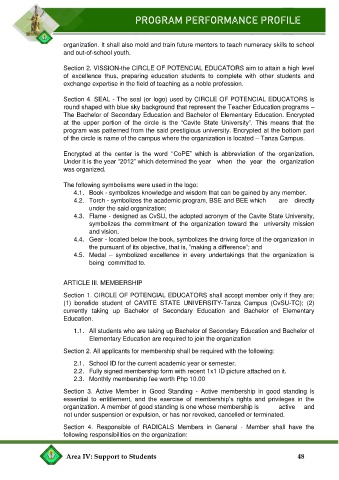 PROGRAM PERFORMANCE PROFILE
organization. It shall also mold and train future mentors to teach numeracy skills to school
and out-of-school youth.
Section 2. VISSION-the CIRCLE OF POTENCIAL EDUCATORS aim to attain a high level
of excellence thus, preparing education students to complete with other students and
exchange expertise in the field of teaching as a noble profession.
Section 4. SEAL - The seal (or logo) used by CIRCLE OF POTENCIAL EDUCATORS is
round shaped with blue sky background that represent the Teacher Education programs –
The Bachelor of Secondary Education and Bachelor of Elementary Education. Encrypted
at the upper portion of the circle is the "Cavite State University". This means that the
program was patterned from the said prestigious university. Encrypted at the bottom part
of the circle is name of the campus where the organization is located – Tanza Campus.
Encrypted at the center is the word "CoPE" which is abbreviation of the organization.
Under it is the year "2012" which determined the year when the year the organization
was organized.
The following symbolisms were used in the logo:
4.1. Book - symbolizes knowledge and wisdom that can be gained by any member.
4.2. Torch - symbolizes the academic program, BSE and BEE which are directly
under the said organization;
4.3. Flame - designed as CvSU, the adopted acronym of the Cavite State University,
symbolizes the commitment of the organization toward the university mission
and vision.
4.4. Gear - located below the book, symbolizes the driving force of the organization in
the pursuant of its objective, that is, "making a difference"; and
4.5. Medal – symbolized excellence in every undertakings that the organization is
being committed to.
ARTICLE III. MEMBERSHIP
Section 1. CIRCLE OF POTENCIAL EDUCATORS shall accept member only if they are;
(1) bonefide student of CAVITE STATE UNIVERSITY-Tanza Campus (CvSU-TC); (2)
currently taking up Bachelor of Secondary Education and Bachelor of Elementary
Education.
1.1. All students who are taking up Bachelor of Secondary Education and Bachelor of
Elementary Education are required to join the organization
Section 2. All applicants for membership shall be required with the following:
2.1. School ID for the current academic year or semester.
2.2. Fully signed membership form with recent 1x1 ID picture attached on it.
2.3. Monthly membership fee worth Php 10.00
Section 3. Active Member in Good Standing - Active membership in good standing is
essential to entitlement, and the exercise of membership's rights and privileges in the
organization. A member of good standing is one whose membership is active and
not under suspension or expulsion, or has nor revoked, cancelled or terminated.
Section 4. Responsible of RADICALS Members in General - Member shall have the
following responsibilities on the organization:
Area IV: Support to Students 48